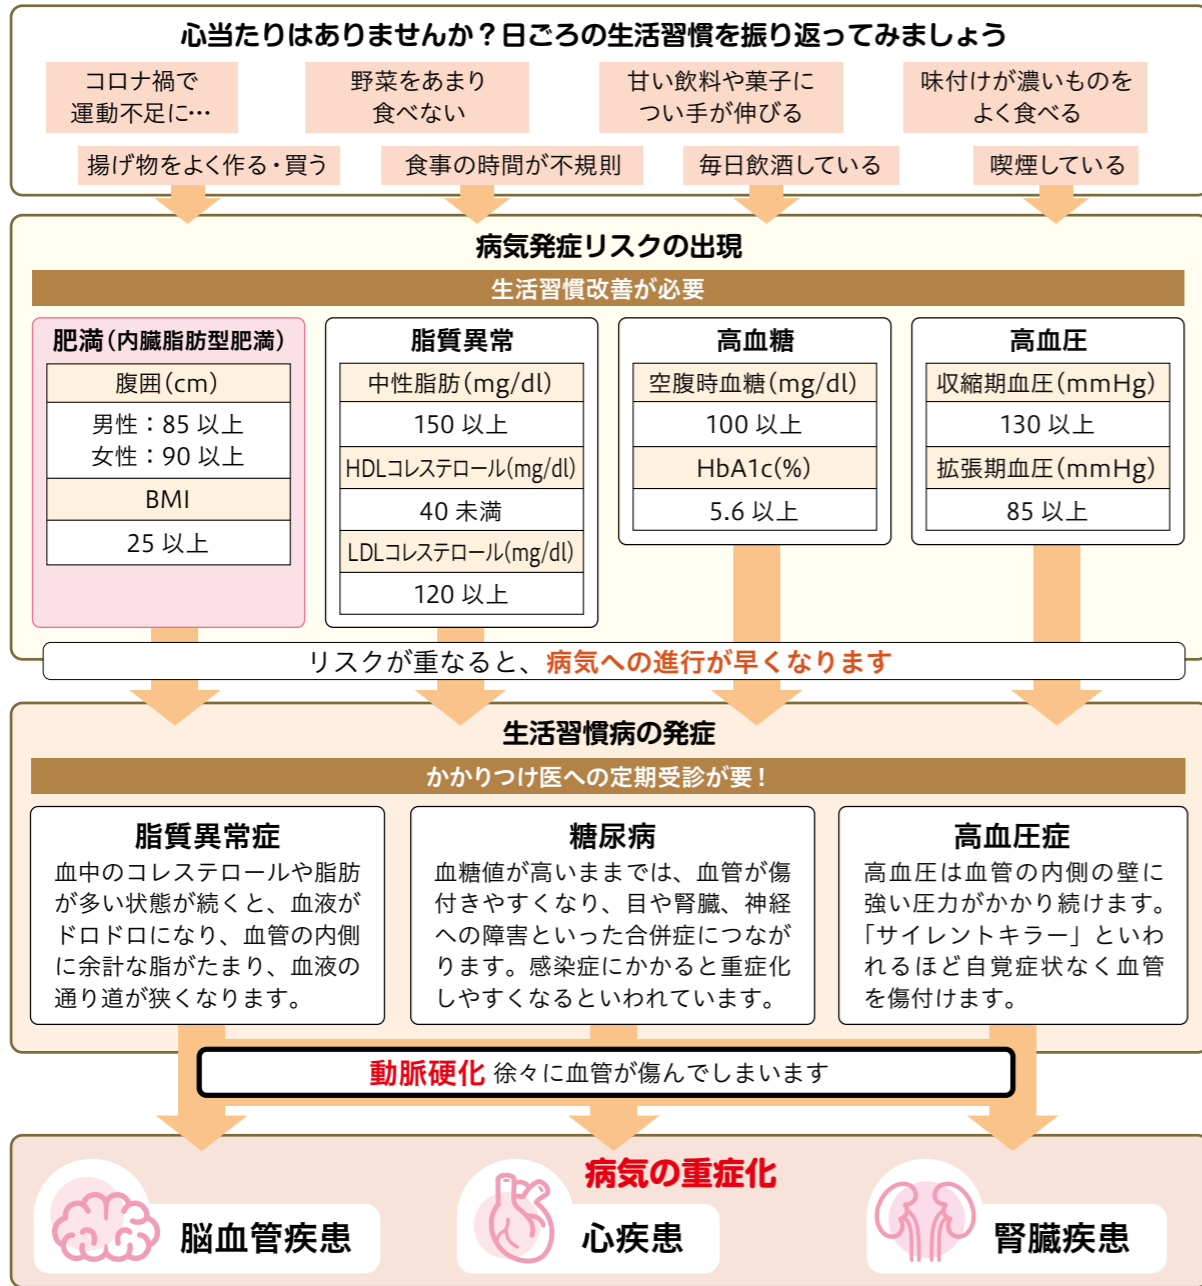 心当たりはありませんか？日ごろの生活習慣を振り返ってみましょう
コロナ禍で
運動不足に…
野菜をあまり
食べない
甘い飲料や菓子に
つい手が伸びる
味付けが濃いものを
よく食べる
揚げ物をよく作る・買う
食事の時間が不規則
毎日飲酒している
喫煙している
病気発症リスクの出現
生活習慣改善が必要
肥満（内臓脂肪型肥満）
腹囲(cm)
男性：85 以上
女性：90 以上
BMI
25 以上
脂質異常
中性脂肪(mg/dl)
150 以上
HDLコレステロール(mg/dl)
40 未満
LDLコレステロール(mg/dl)
120 以上
高血糖
空腹時血糖(mg/dl)
100 以上
HbA1c(%)
5.6 以上
高血圧
収縮期血圧(mmHg)
130 以上
拡張期血圧(mmHg)
85 以上
リスクが重なると、病気への進行が早くなります
生活習慣病の発症
かかりつけ医への定期受診が要！
脂質異常症
血中のコレステロールや脂肪
が多い状態が続くと、血液が
ドロドロになり、血管の内側
に余計な脂がたまり、血液の
通り道が狭くなります。
糖尿病
血糖値が高いままでは、血管が傷
付きやすくなり、目や腎臓、神経
への障害といった合併症につなが
ります。感染症にかかると重症化
しやすくなるといわれています。
高血圧症
高血圧は血管の内側の壁に
強い圧力がかかり続けます。
「サイレントキラー」といわ
れるほど自覚症状なく血管
を傷付けます。
動脈硬化 徐々に血管が傷んでしまいます
病気の重症化
脳血管疾患
心疾患
腎臓疾患